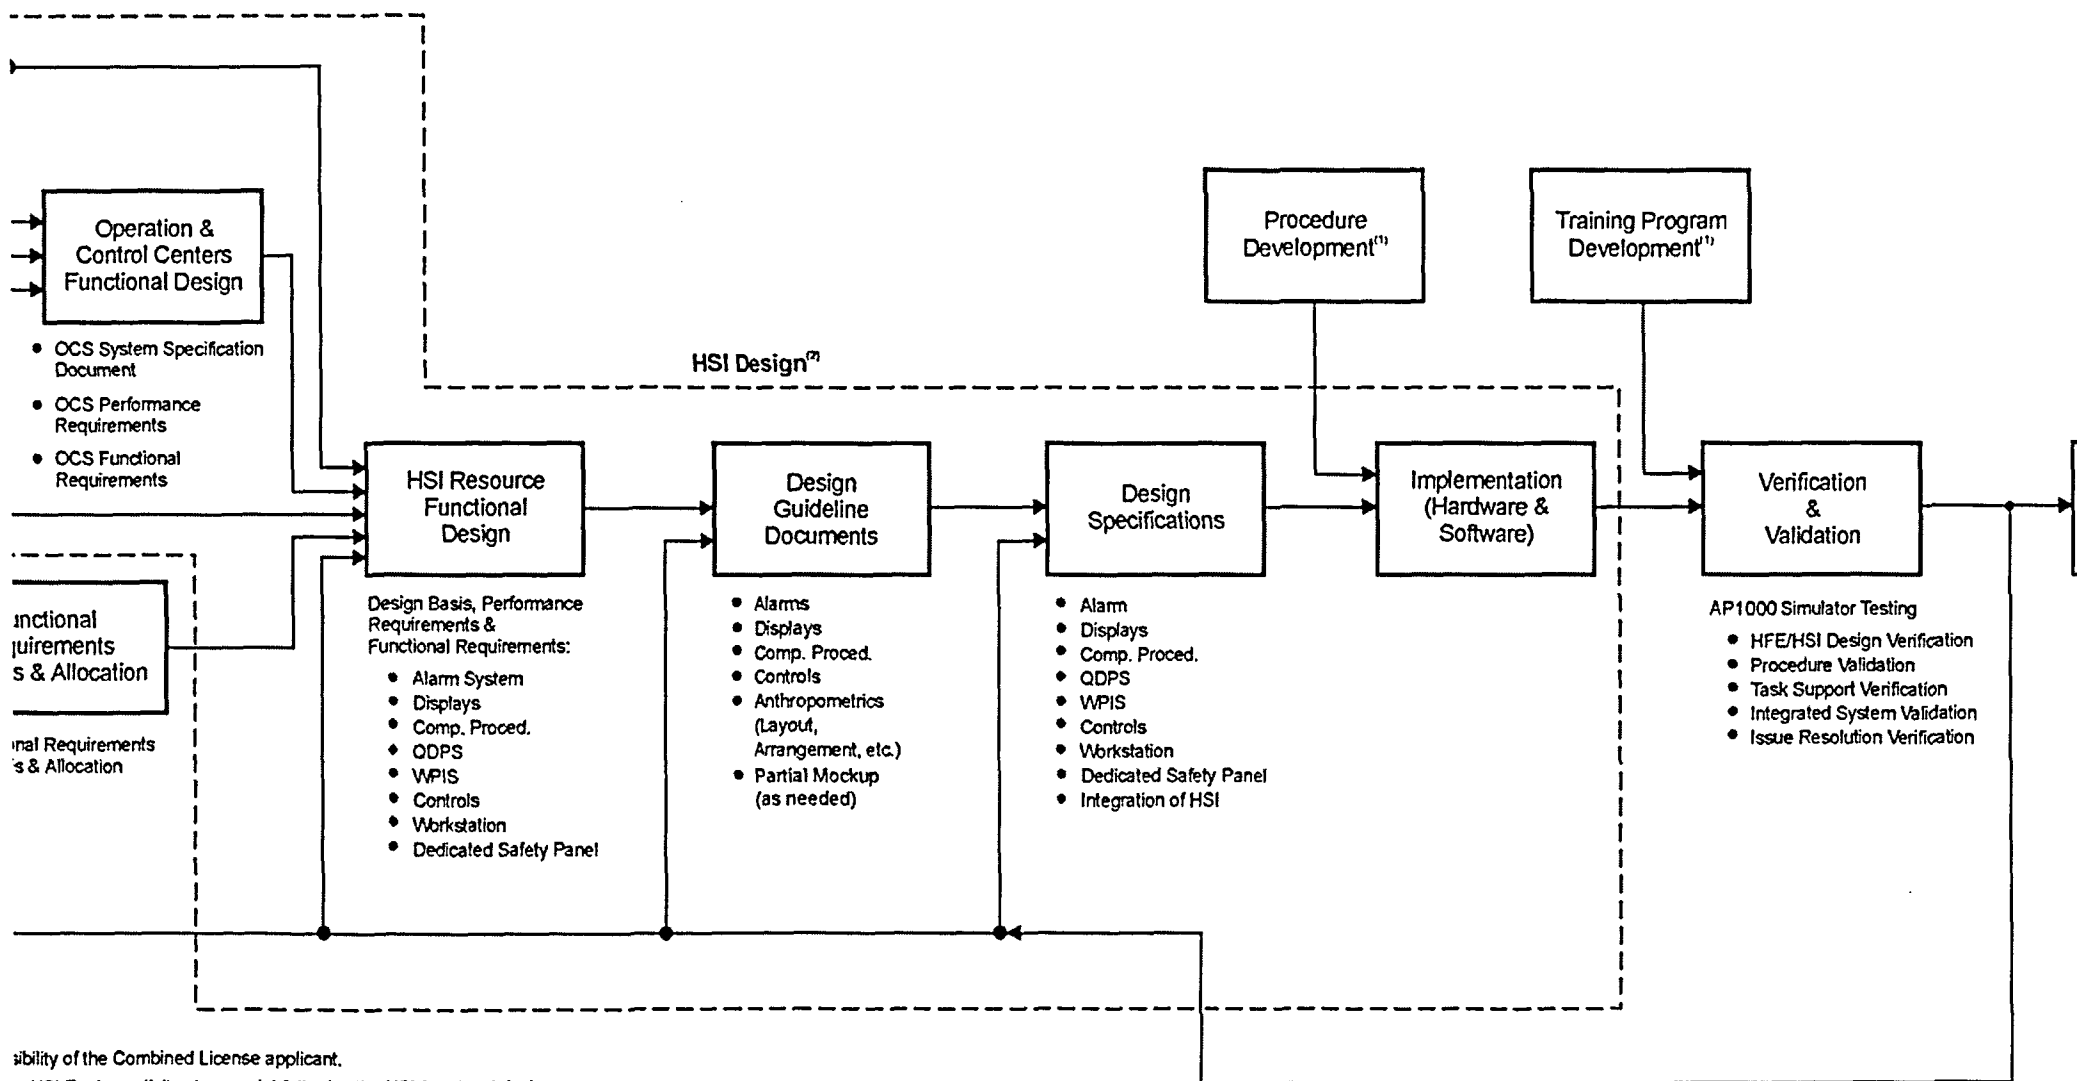 Operation &
Control Centers
Functional Design
• OCS System Specification
Document
• OCS Performance
Requirements
• OCS Functional
Requirements
Procedure
Development(1)
Training Program
Development(1)
HSI Design(2)
HSI Resource
Functional
Design
Design
Guideline
Documents
Design
Specifications
Implementation
(Hardware &
Software)
Verification
&
Validation
s & Allocation
s & Allocation
Design Basis, Performance
Requirements &
Functional Requirements:
• Alarm System
• Displays
• Comp. Proced.
• QDPS
• WPIS
• Controls
• Workstation
• Dedicated Safety Panel
• Alarms
• Displays
• Comp. Proced.
• Controls
• Anthropometrics
(Layout,
Arrangement, etc.)
• Partial Mockup
(as needed)
• Alarm
• Displays
• Comp. Proced.
• QDPS
• WPIS
• Controls
• Workstation
• Dedicated Safety Panel
• Integration of HSI
AP1000 Simulator Testing
• HFE/HSI Design Verification
• Procedure Validation
• Task Support Verification
• Integrated System Validation
• Issue Resolution Verification
Requirements
of the Combined License applicant.